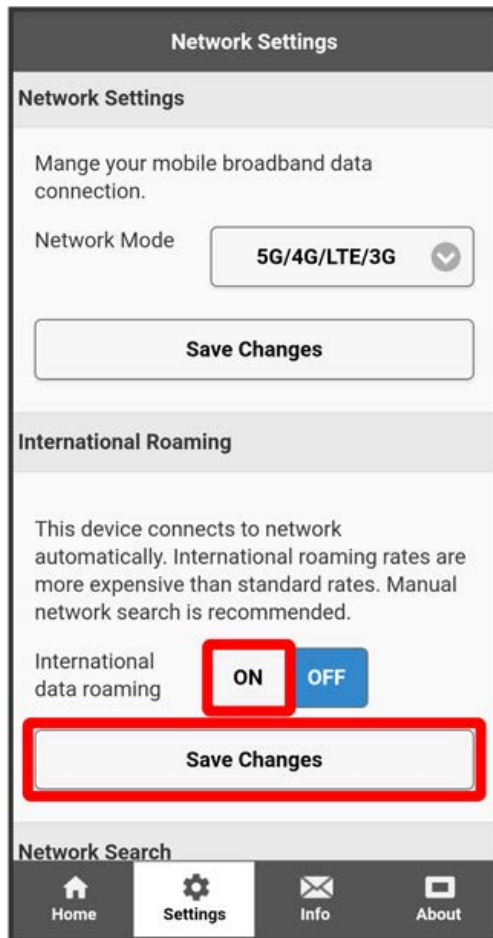 Network Settings
Network Settings
Mange your mobile broadband data
connection.
Network Mode
5G/4G/LTE/3G
Save Changes
International Roaming
This device connects to network
automatically. International roaming rates are
more expensive than standard rates. Manual
network search is recommended.
International
data roaming
ON OFF
Save Changes
Network Search
Home Settings Info About